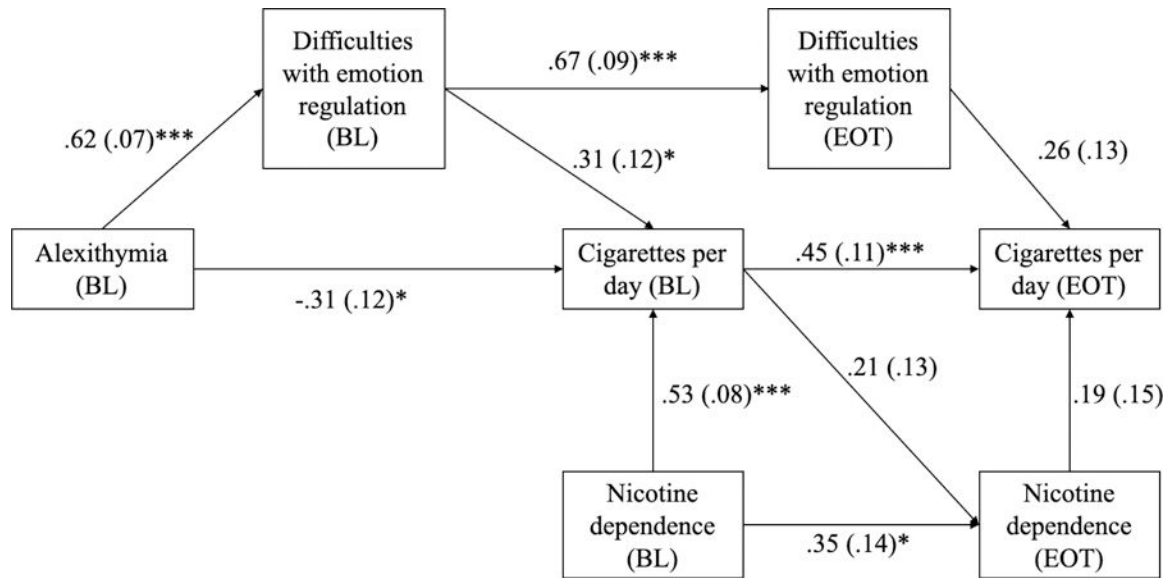 Difficulties
with emotion
regulation
(BL)
.67 (.09)***
Difficulties
with emotion
regulation
(EOT)
.62 (.07)***
.31 (.12)*
.26 (.13)
Alexithymia
(BL)
-.31 (.12)*
Cigarettes per
day (BL)
.45 (.11)***
Cigarettes per
day (EOT)
.53 (.08)***
.21 (.13)
.19 (.15)
Nicotine
dependence
(BL)
.35 (.14)*
Nicotine
dependence
(EOT)